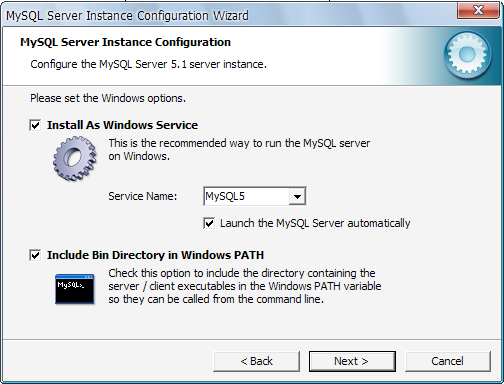 MySQL Server Instance Configuration Wizard
MySQL Server Instance Configuration
Configure the MySQL Server 5.1 server instance.
Please set the Windows options.
Install As Windows Service
This is the recommended way to run the MySQL server
on Windows.
Service Name:
MySQL5
Launch the MySQL Server automatically
Include Bin Directory in Windows PATH
MySQL>_
Check this option to include the directory containing the
server / client executables in the Windows PATH variable
so they can be called from the command line.
< Back
Next >
Cancel